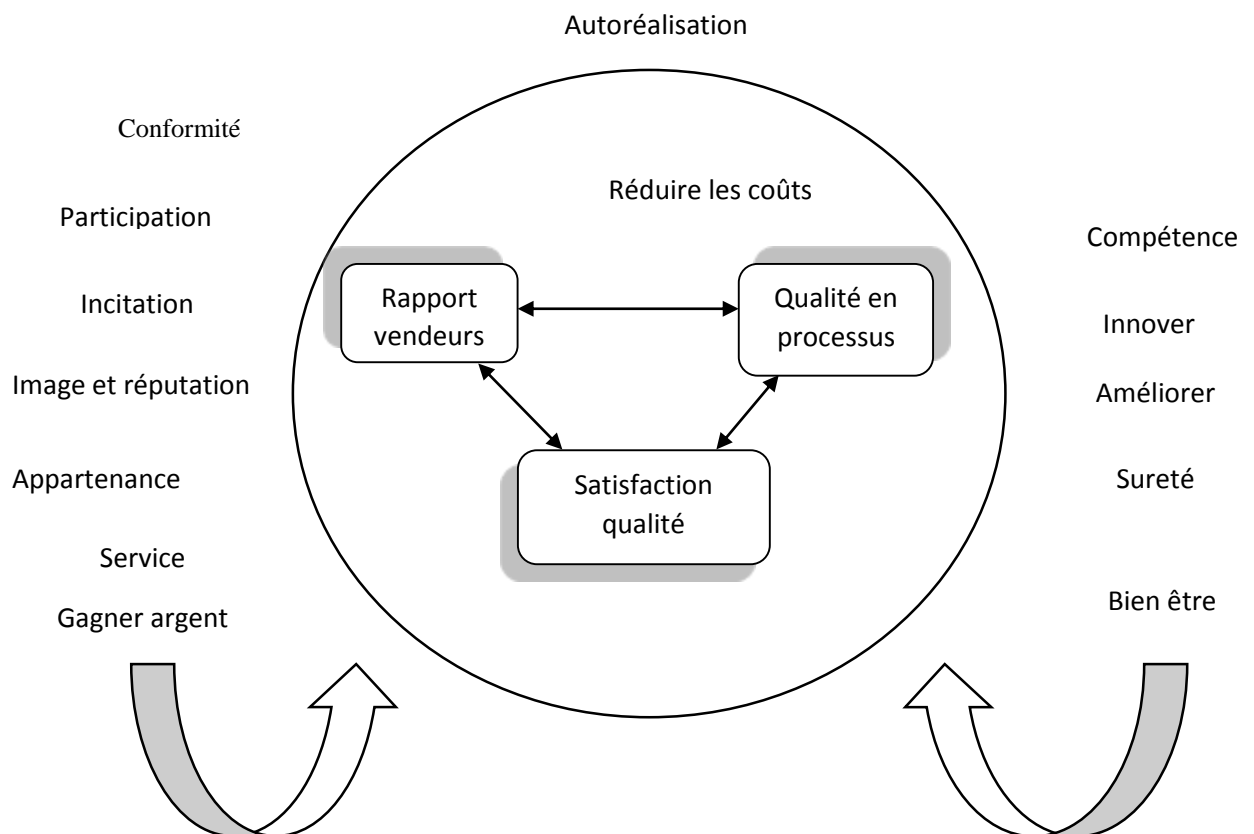 Autoréalisation
Conformité
Réduire les coûts
Participation
Compétence
Rapport
vendeurs
Qualité en
processus
Incitation
Innover
Image et réputation
Améliorer
Appartenance
Satisfaction
qualité
Sureté
Service
Bien être
Gagner argent